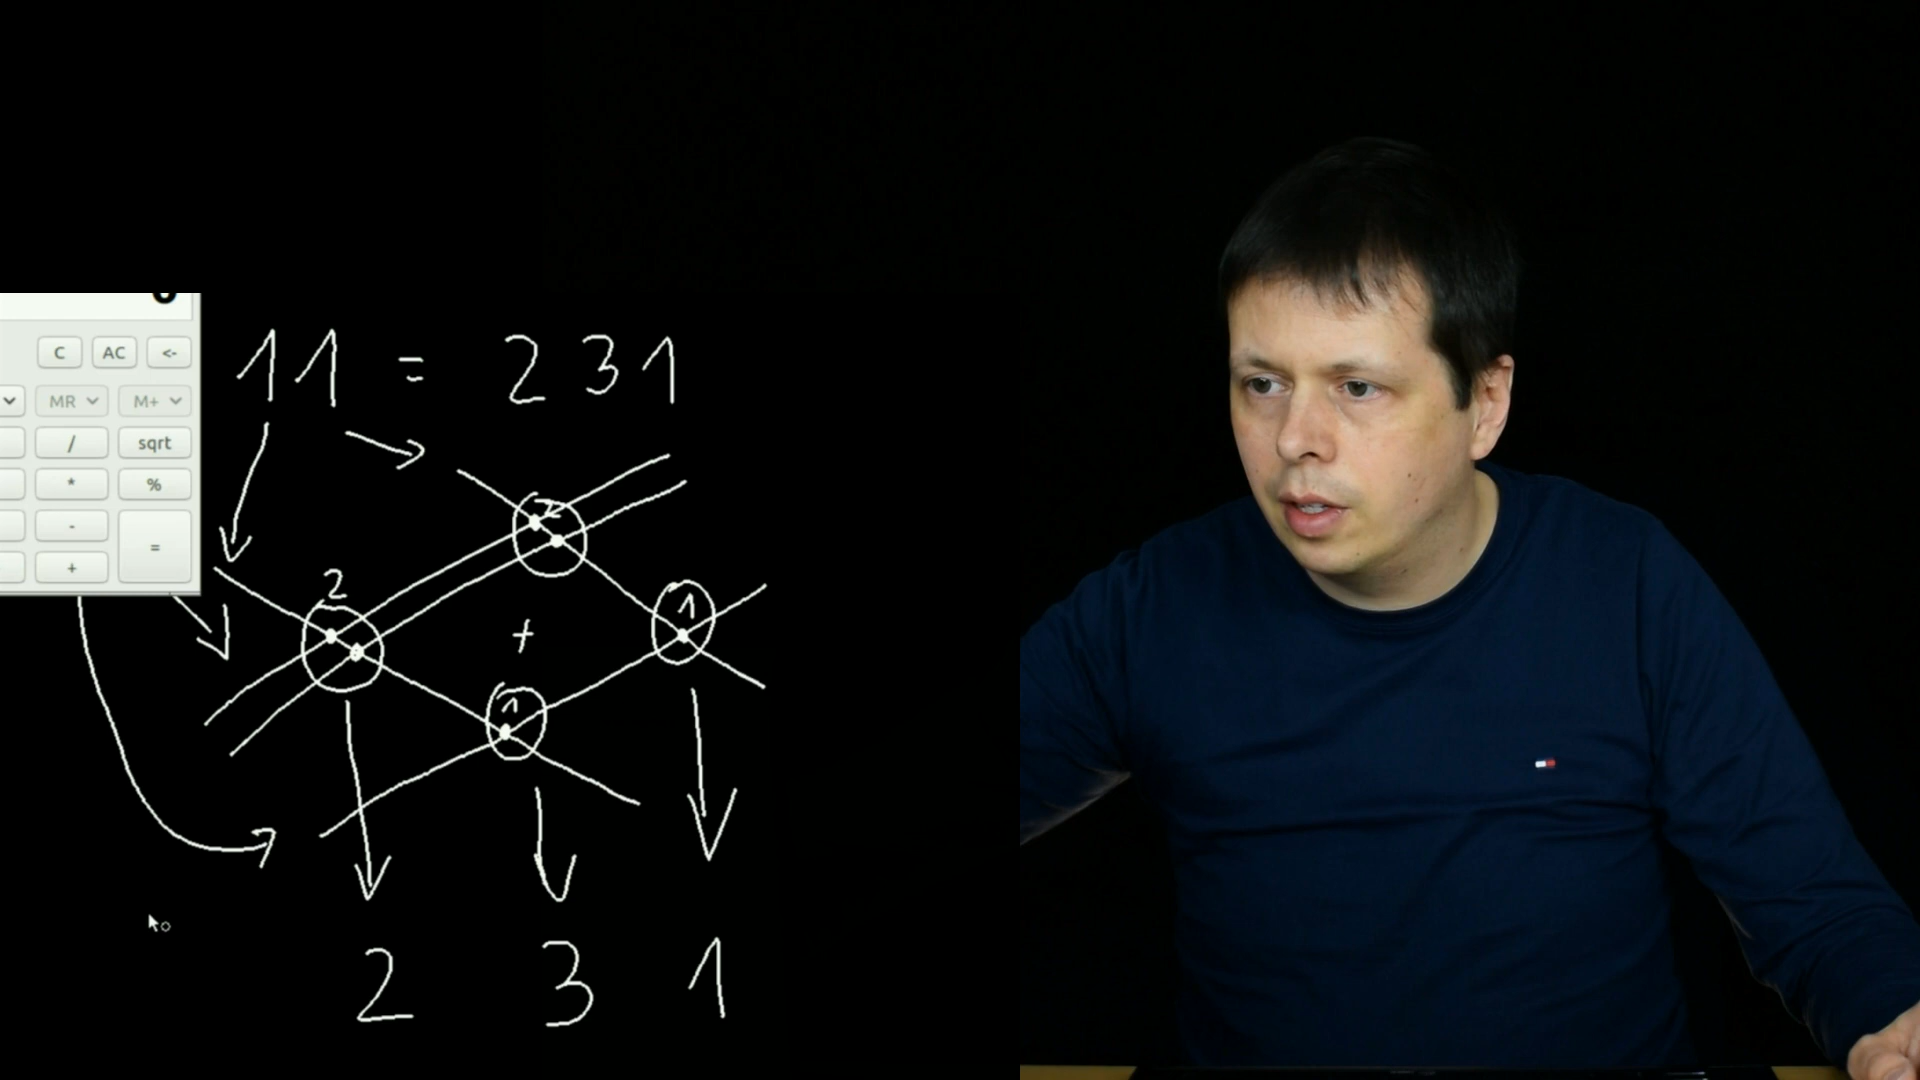 11 = 231
C AC <-
MR M+
/ sqrt
* %
- =
+
2
2 1
+
1
2 3 1